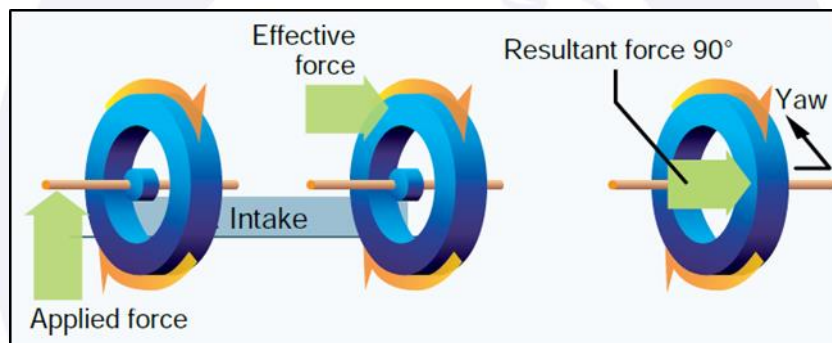 Effective
force
Resultant force 90°
Yaw
. Intake
Applied force